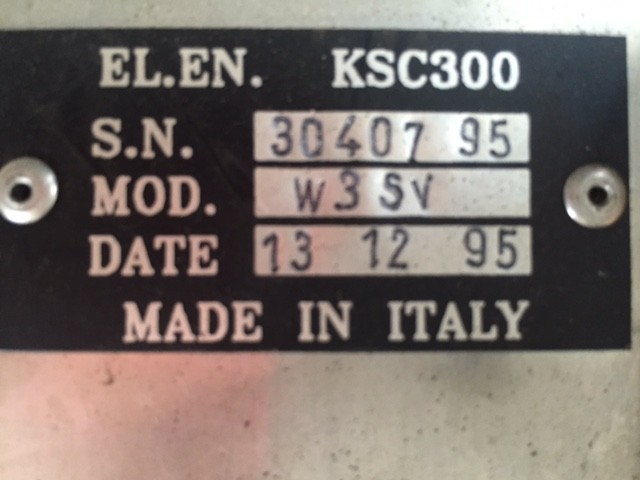 EL.EN. KSC300
S.N. 30407 95
MOD. W3SV
DATE 13 12 95
MADE IN ITALY